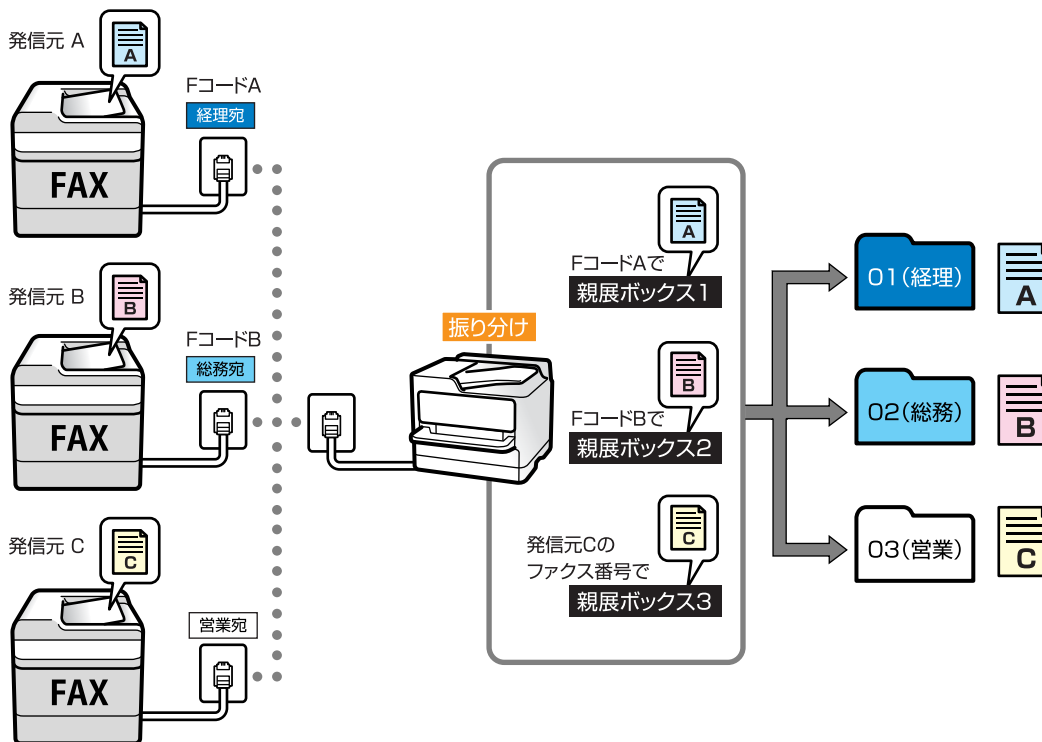 発信元 A
A
FコードA
経理宛
FAX
発信元 B
B
FコードB
総務宛
FAX
発信元 C
C
営業宛
FAX
振り分け
A
FコードAで
親展ボックス1
B
FコードBで
親展ボックス2
C
発信元Cの
ファクス番号で
親展ボックス3
01(経理)
A
02(総務)
B
03(営業)
C